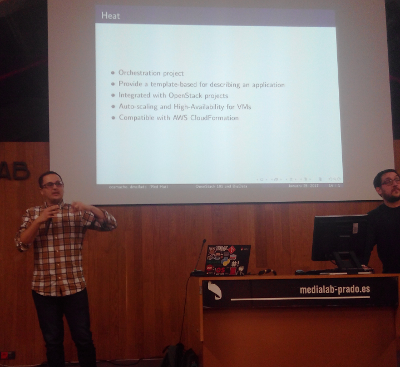 Heat
Orchestration project
Provide a template-based for describing an application
Integrated with OpenStack projects
Auto-scaling and High-Availability for VMs
Compatible with AWS CloudFormation
AB
medialab-prado.es